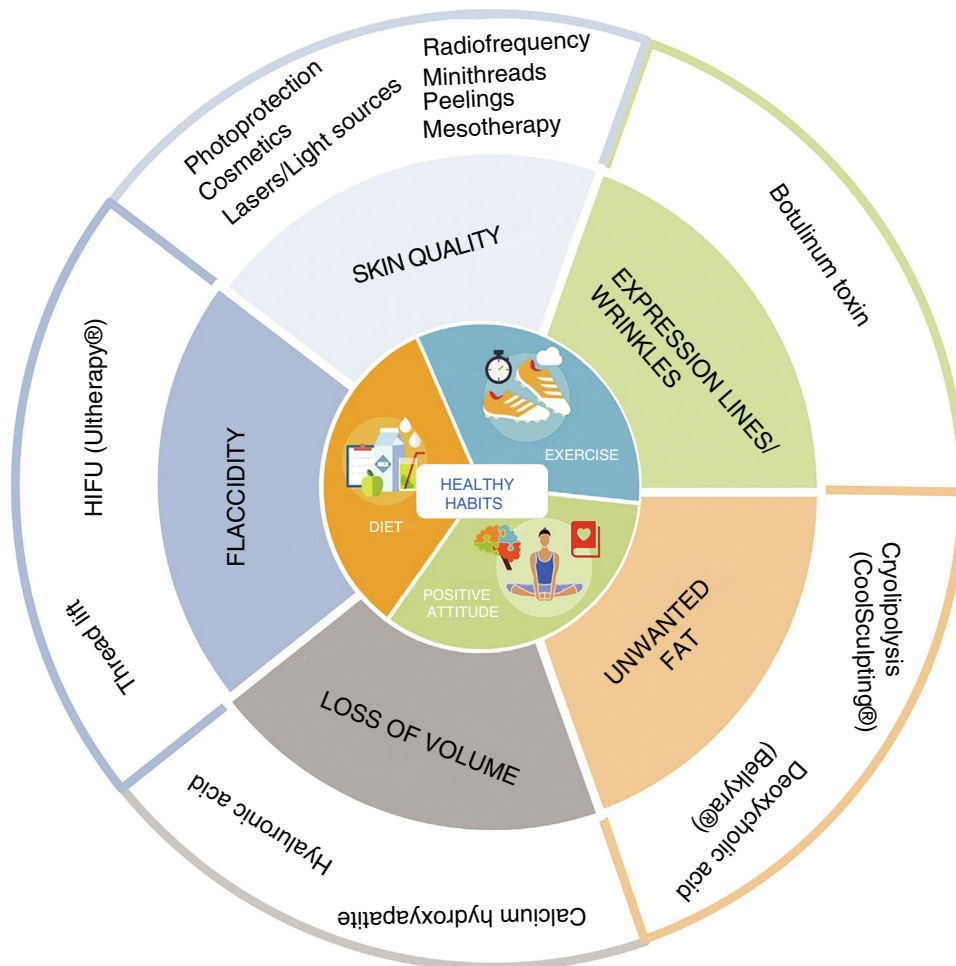 Photoprotection
Cosmetics
Lasers/Light sources
Radiofrequency
Minithreads
Peelings
Mesotherapy
SKIN QUALITY
Botulinum toxin
EXPRESSION LINES/
WRINKLES
Cryolipolysis
(CoolSculpting®)
Deoxycholic acid
(Belkyra®)
UNWANTED
FAT
Calcium hydroxyapatite
Hyaluronic acid
LOSS OF VOLUME
Thread lift
HIFU (Ultherapy®)
FLACCIDITY
EXERCISE
HEALTHY
HABITS
DIET
POSITIVE
ATTITUDE